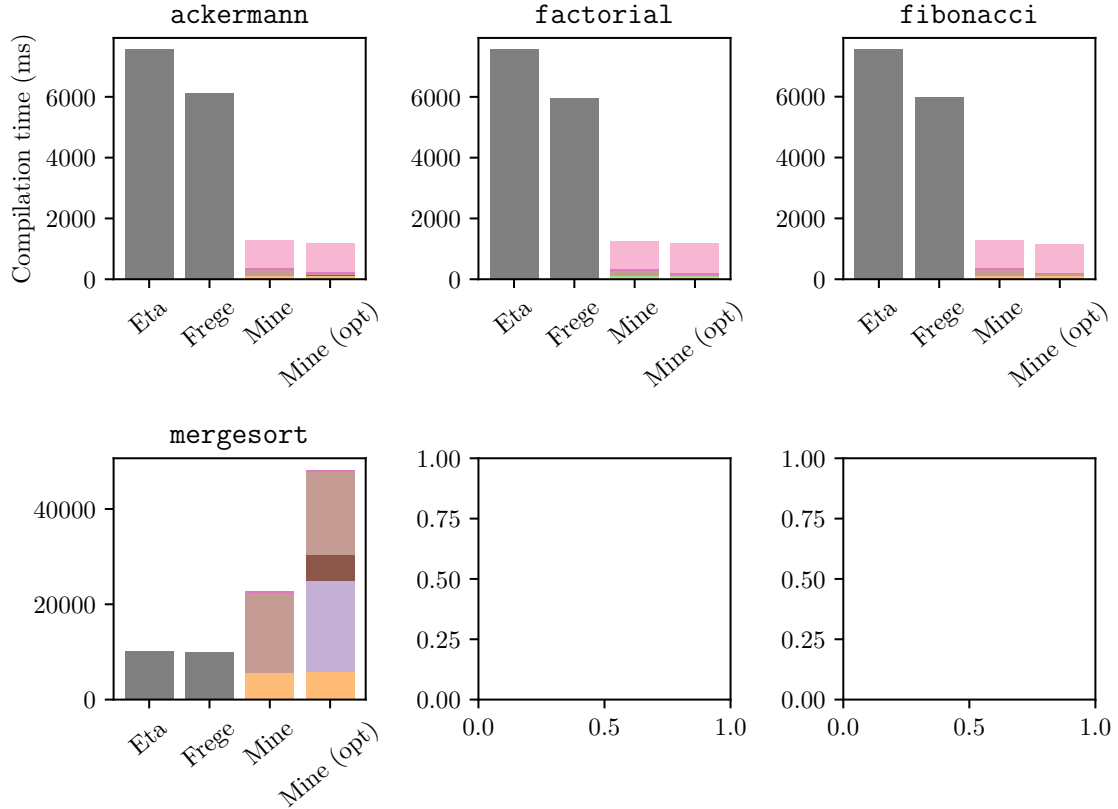 ackermann
factorial
fibonacci
Compilation time (ms)
6000
4000
2000
0
Eta
Frege
Mine
Mine (opt)
6000
4000
2000
0
Eta
Frege
Mine
Mine (opt)
6000
4000
2000
0
Eta
Frege
Mine
Mine (opt)
mergesort
40000
20000
0
Eta
Frege
Mine
Mine (opt)
1.00
0.75
0.50
0.25
0.00
0.0
0.5
1.0
1.00
0.75
0.50
0.25
0.00
0.0
0.5
1.0